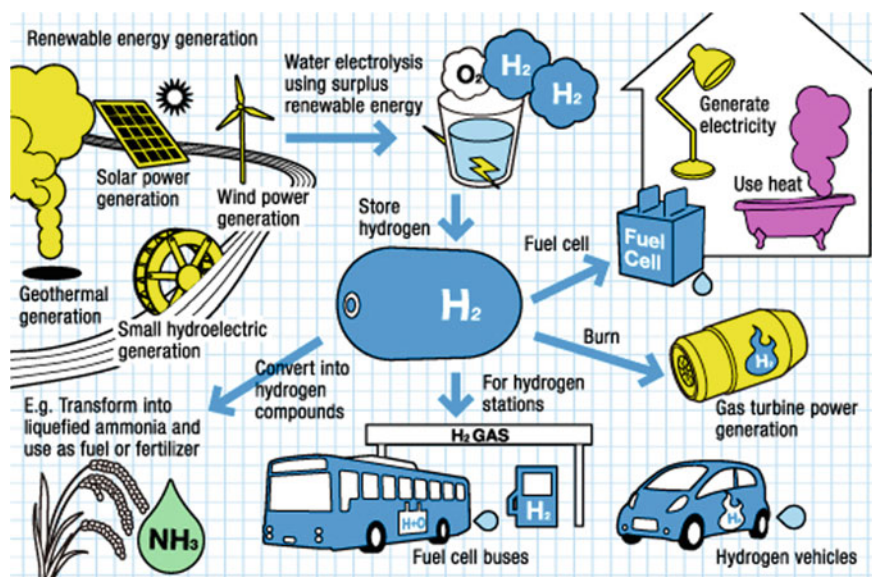 Renewable energy generation
Solar power
generation
Wind power
generation
Geothermal
generation
Small hydroelectric
generation
Water electrolysis
using surplus
renewable energy
O2
H2
H2
Generate
electricity
Use heat
Store
hydrogen
Fuel cell
Fuel
Cell
H2
Burn
H2
Gas turbine power
generation
Convert into
hydrogen
compounds
For hydrogen
stations
E.g. Transform into
liquefied ammonia and
use as fuel or fertilizer
NH3
H2 GAS
H+O
H2
Fuel cell buses
H2
Hydrogen vehicles